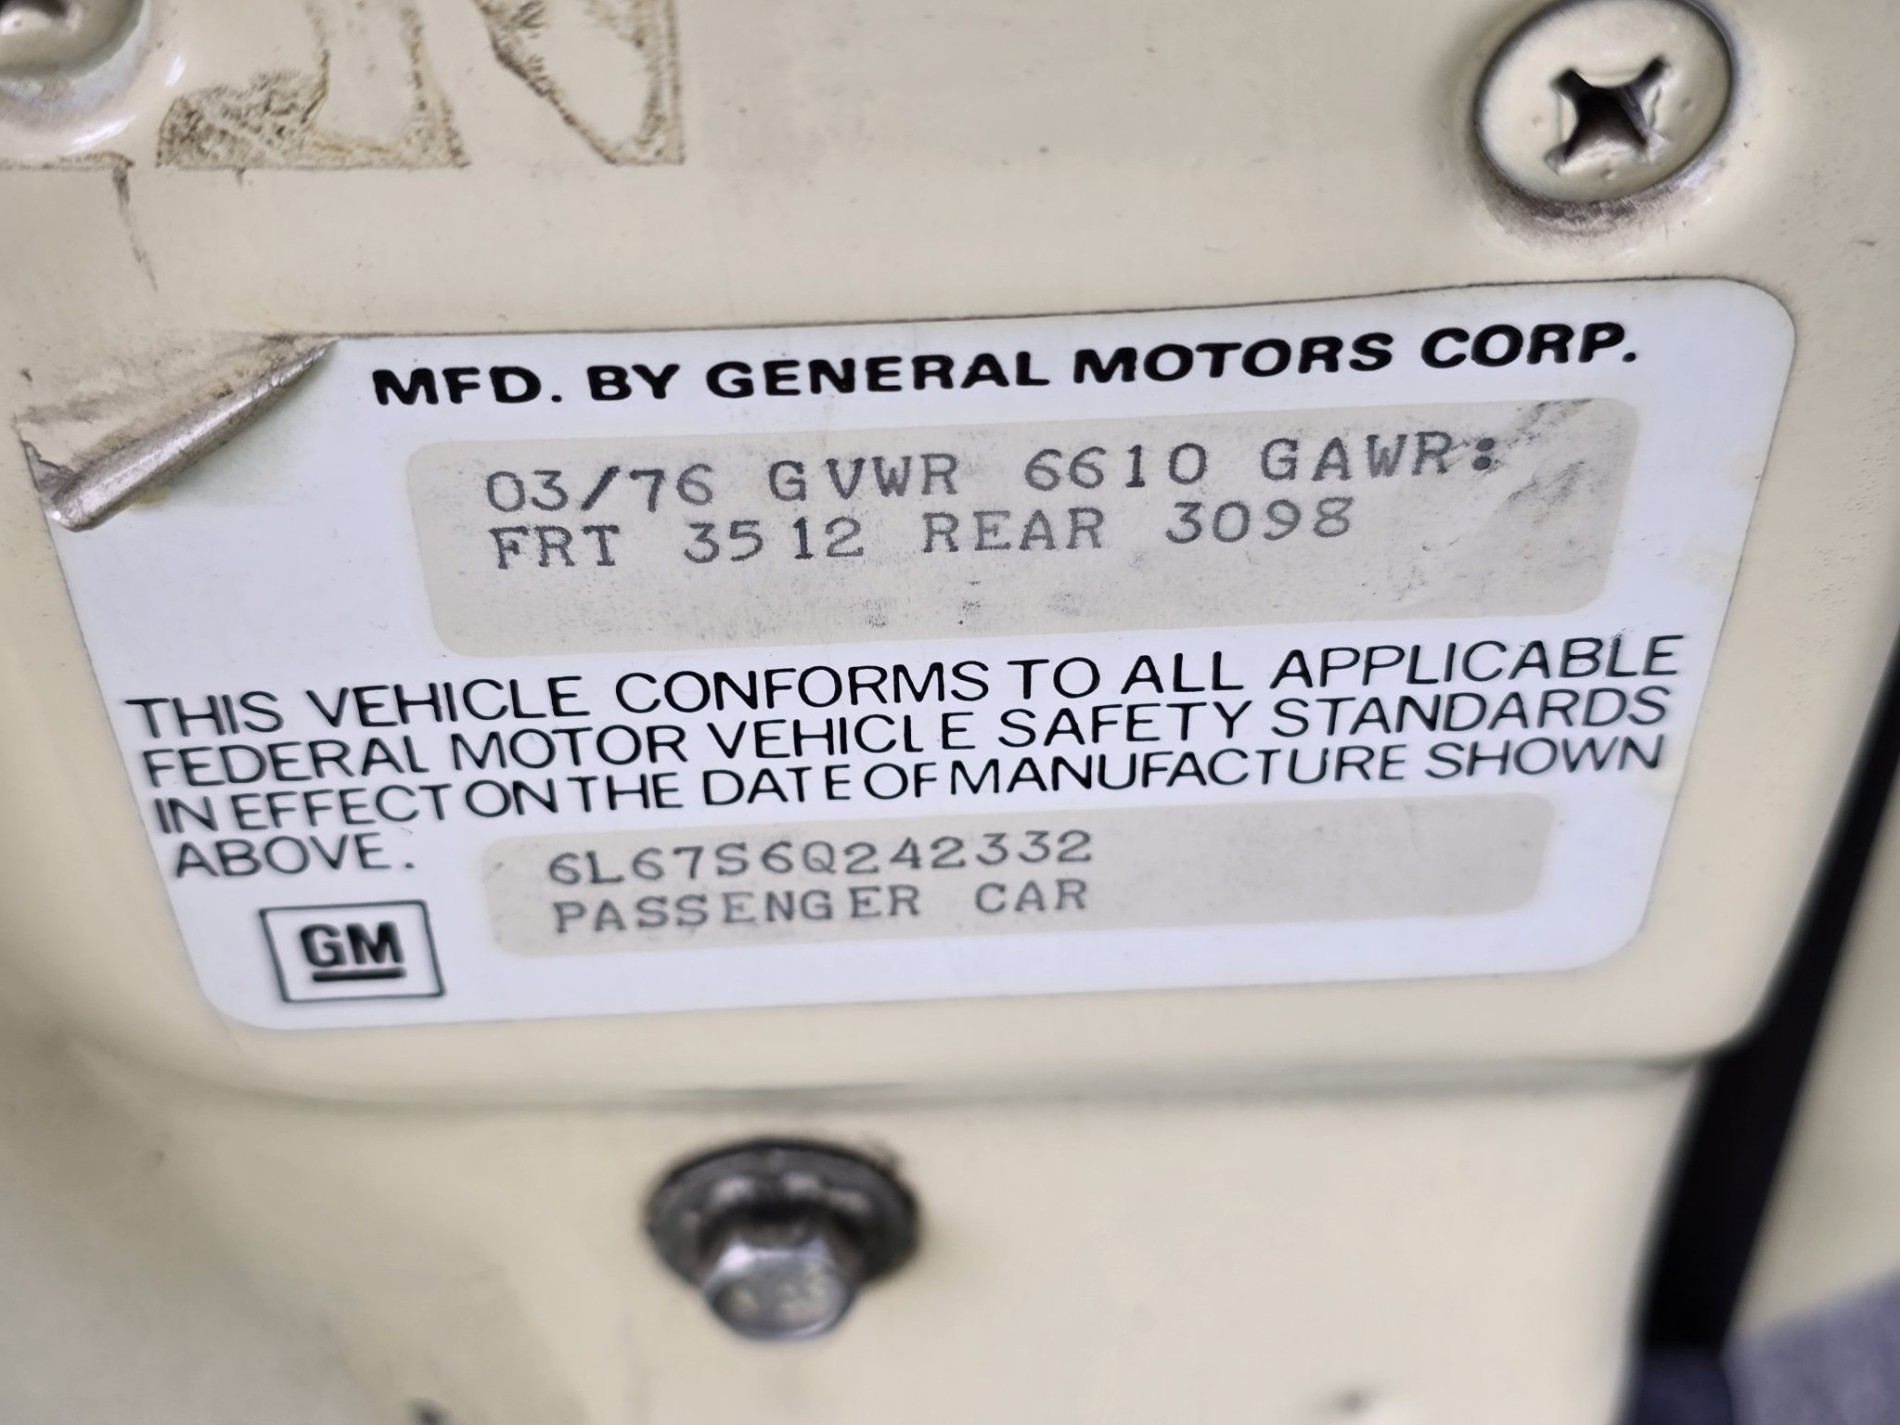 MFD. BY GENERAL MOTORS CORP.
03/76 GVWR 6610 GAWR:
FRT 3512 REAR 3098
THIS VEHICLE CONFORMS TO ALL APPLICABLE
FEDERAL MOTOR VEHICLE SAFETY STANDARDS
IN EFFECT ON THE DATE OF MANUFACTURE SHOWN
ABOVE.
6L67S6Q242332
PASSENGER CAR
GM